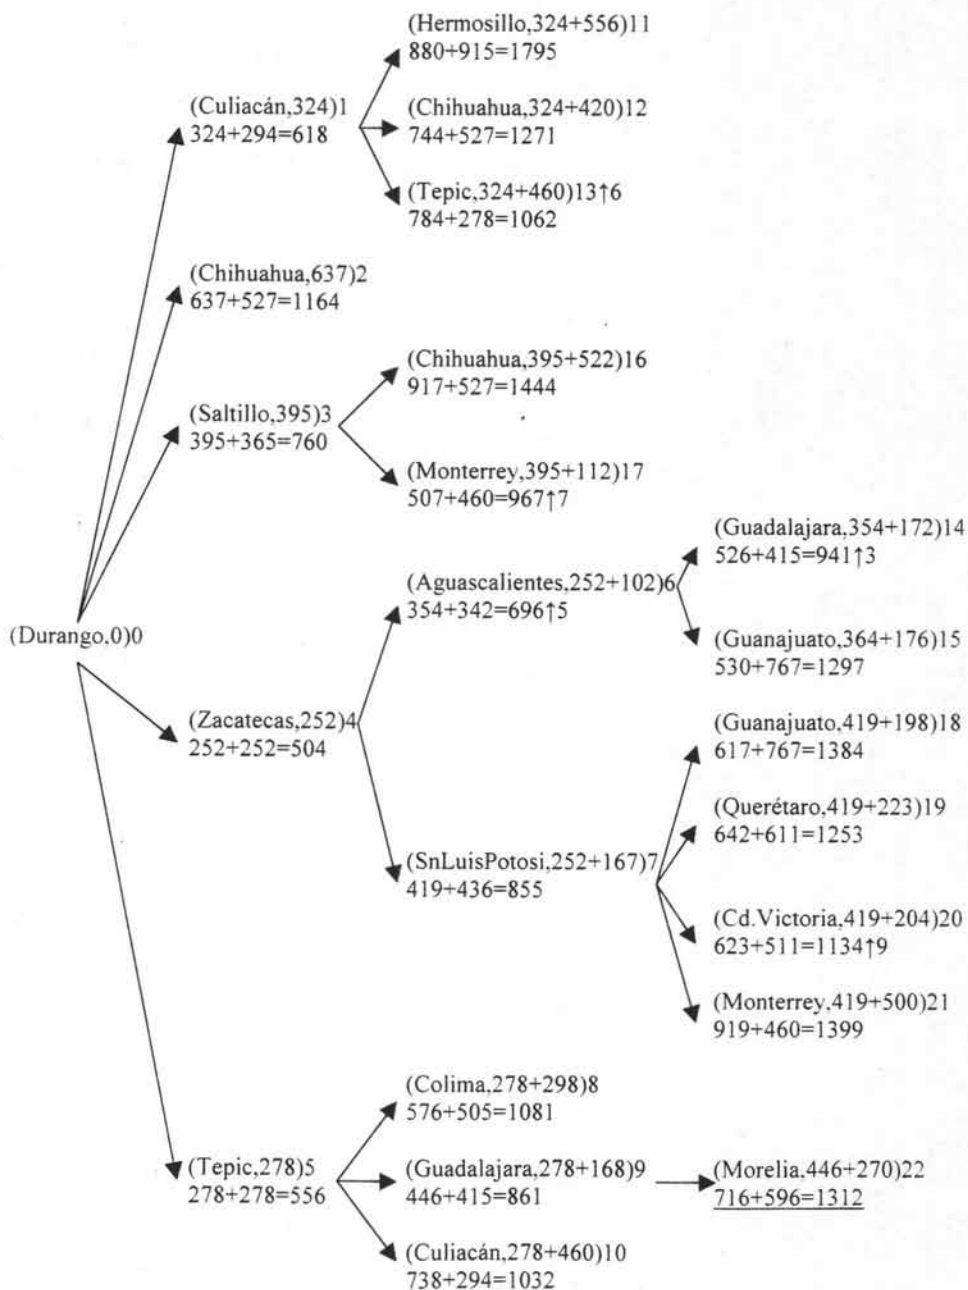 (Hermosillo,324+556)11
880+915=1795
(Culiacán,324)1
324+294=618
(Chihuahua,324+420)12
744+527=1271
(Tepic,324+460)13↑6
784+278=1062
(Chihuahua,637)2
637+527=1164
(Chihuahua,395+522)16
917+527=1444
(Saltillo,395)3
395+365=760
(Monterrey,395+112)17
507+460=967↑7
(Guadalajara,354+172)14
526+415=941↑3
(Aguascalientes,252+102)6
354+342=696↑5
(Durango,0)0
(Guanajuato,364+176)15
530+767=1297
(Zacatecas,252)4
252+252=504
(Guanajuato,419+198)18
617+767=1384
(Querétaro,419+223)19
642+611=1253
(SnLuisPotosi,252+167)7
419+436=855
(Cd.Victoria,419+204)20
623+511=1134↑9
(Monterrey,419+500)21
919+460=1399
(Colima,278+298)8
576+505=1081
(Tepic,278)5
278+278=556
(Guadalajara,278+168)9
446+415=861
(Morelia,446+270)22
716+596=1312
(Culiacán,278+460)10
738+294=1032